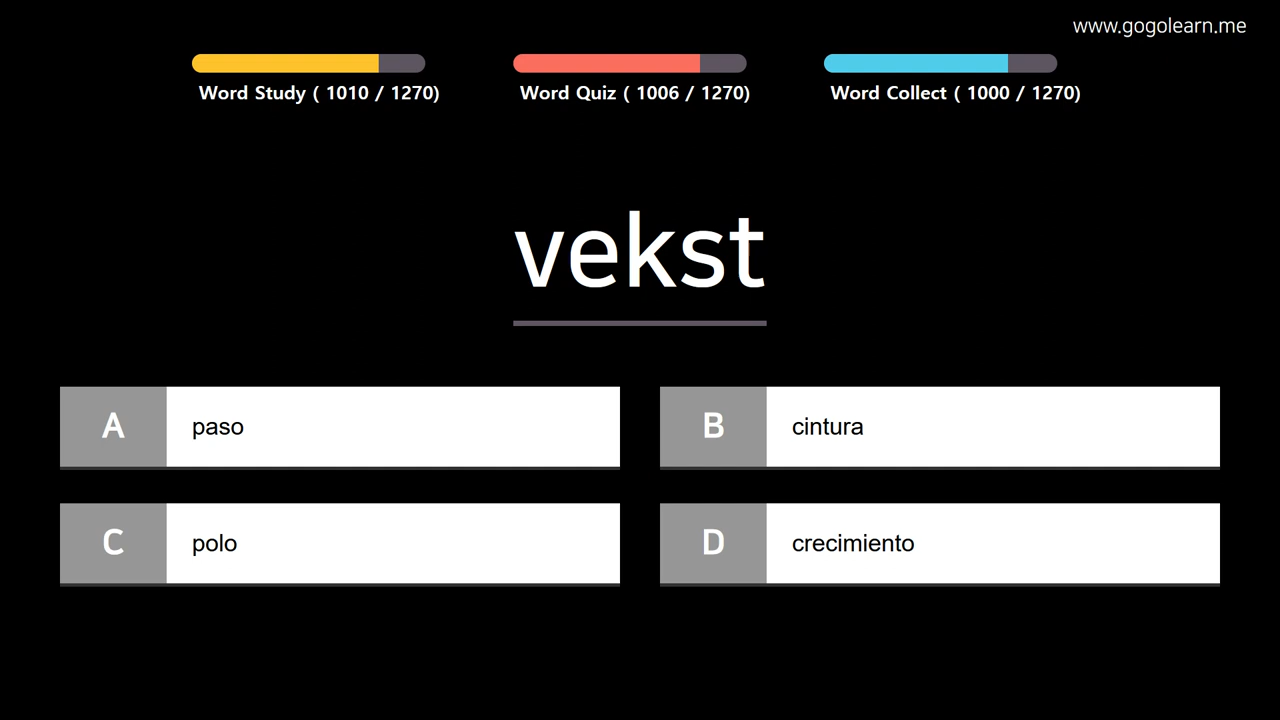 www.gogolearn.me
Word Study ( 1010 / 1270)
Word Quiz ( 1006 / 1270)
Word Collect ( 1000 / 1270)
vekst
A paso
B cintura
C polo
D crecimiento